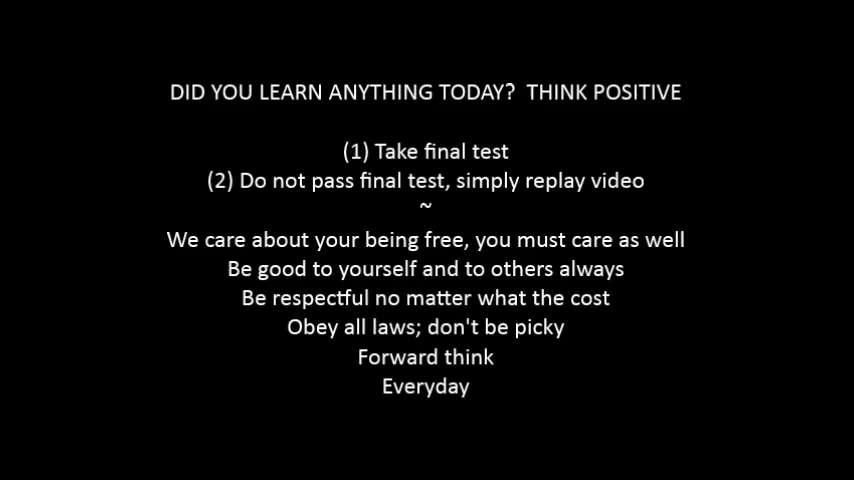 DID YOU LEARN ANYTHING TODAY?  THINK POSITIVE
(1) Take final test
(2) Do not pass final test, simply replay video
~
We care about your being free, you must care as well
Be good to yourself and to others always
Be respectful no matter what the cost
Obey all laws; don't be picky
Forward think
Everyday